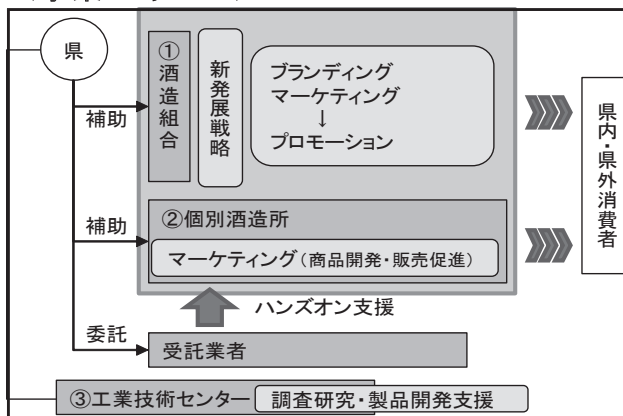 県
①酒造組合
新発展戦略
ブランディング
マーケティング
↓
プロモーション
補助
県内・県外消費者
補助
②個別酒造所
マーケティング(商品開発・販売促進)
ハンズオン支援
委託
受託業者
③工業技術センター
調査研究・製品開発支援